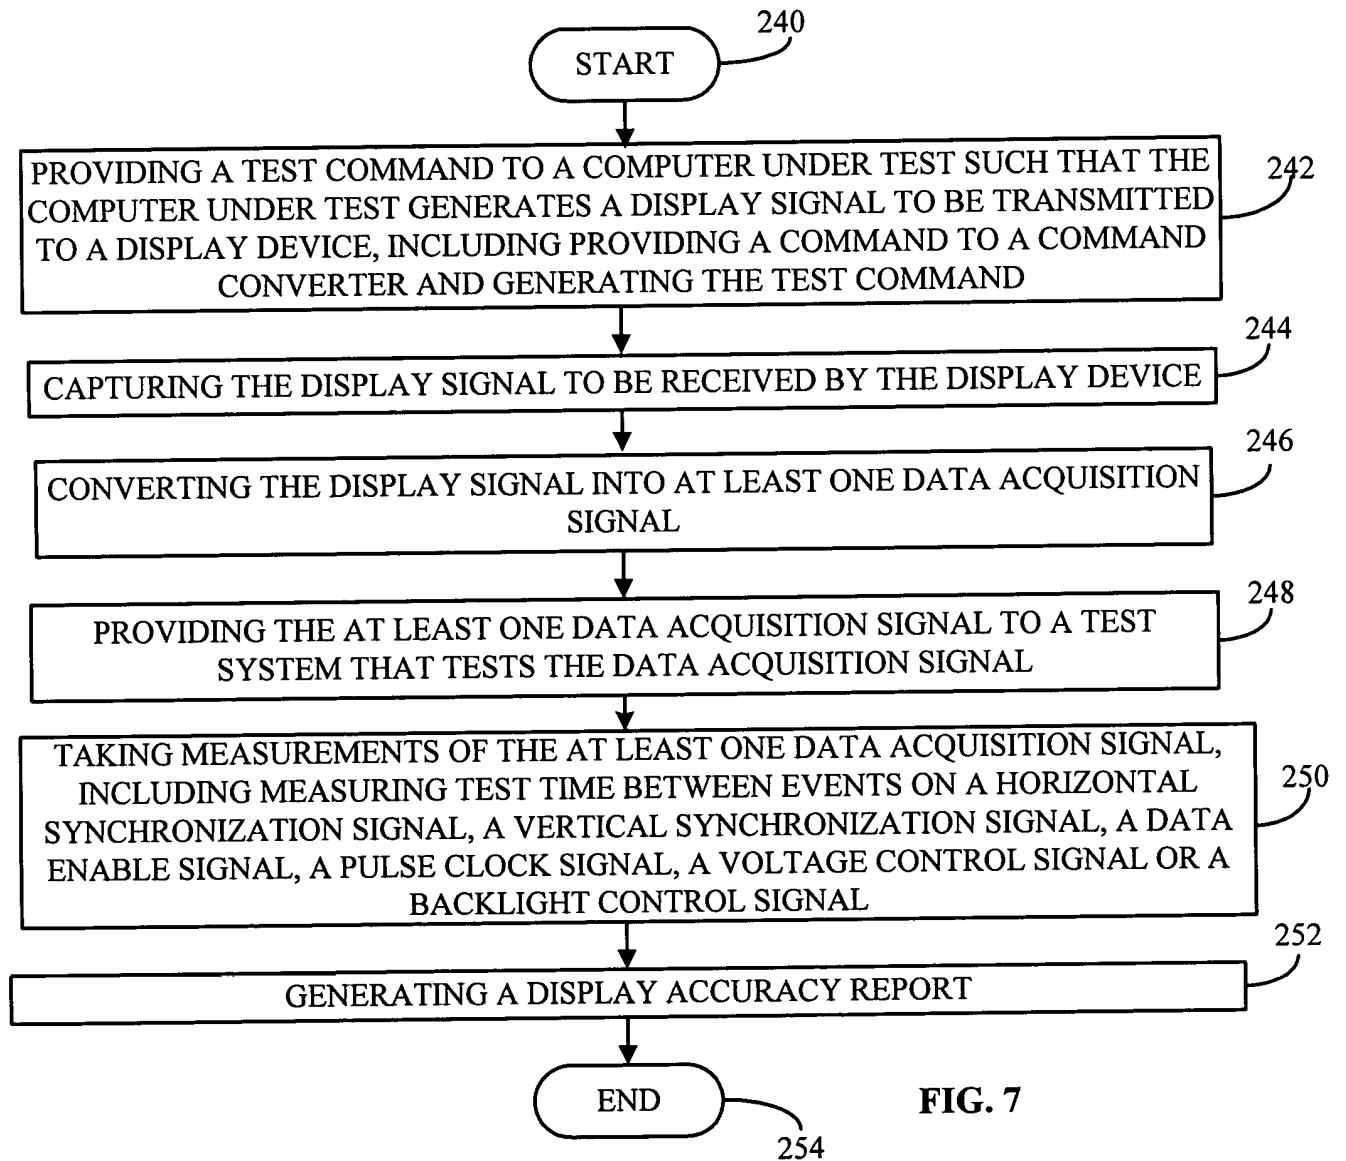 240
START
242
PROVIDING A TEST COMMAND TO A COMPUTER UNDER TEST SUCH THAT THE
COMPUTER UNDER TEST GENERATES A DISPLAY SIGNAL TO BE TRANSMITTED
TO A DISPLAY DEVICE, INCLUDING PROVIDING A COMMAND TO A COMMAND
CONVERTER AND GENERATING THE TEST COMMAND
244
CAPTURING THE DISPLAY SIGNAL TO BE RECEIVED BY THE DISPLAY DEVICE
246
CONVERTING THE DISPLAY SIGNAL INTO AT LEAST ONE DATA ACQUISITION
SIGNAL
248
PROVIDING THE AT LEAST ONE DATA ACQUISITION SIGNAL TO A TEST
SYSTEM THAT TESTS THE DATA ACQUISITION SIGNAL
250
TAKING MEASUREMENTS OF THE AT LEAST ONE DATA ACQUISITION SIGNAL,
INCLUDING MEASURING TEST TIME BETWEEN EVENTS ON A HORIZONTAL
SYNCHRONIZATION SIGNAL, A VERTICAL SYNCHRONIZATION SIGNAL, A DATA
ENABLE SIGNAL, A PULSE CLOCK SIGNAL, A VOLTAGE CONTROL SIGNAL OR A
BACKLIGHT CONTROL SIGNAL
252
GENERATING A DISPLAY ACCURACY REPORT
END
FIG. 7
254